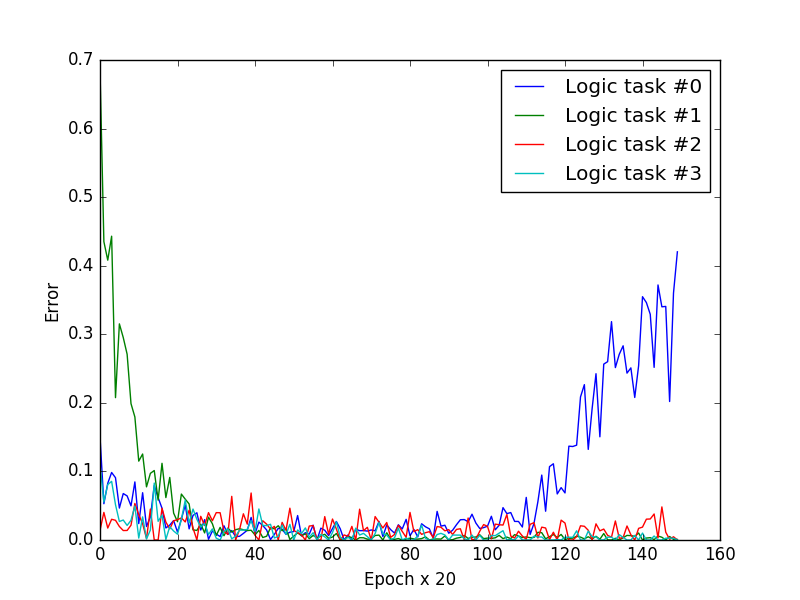 0.7
0.6
0.5
0.4
0.3
0.2
0.1
0.0
Error
Logic task #0
Logic task #1
Logic task #2
Logic task #3
0 20 40 60 80 100 120 140 160
Epoch x 20